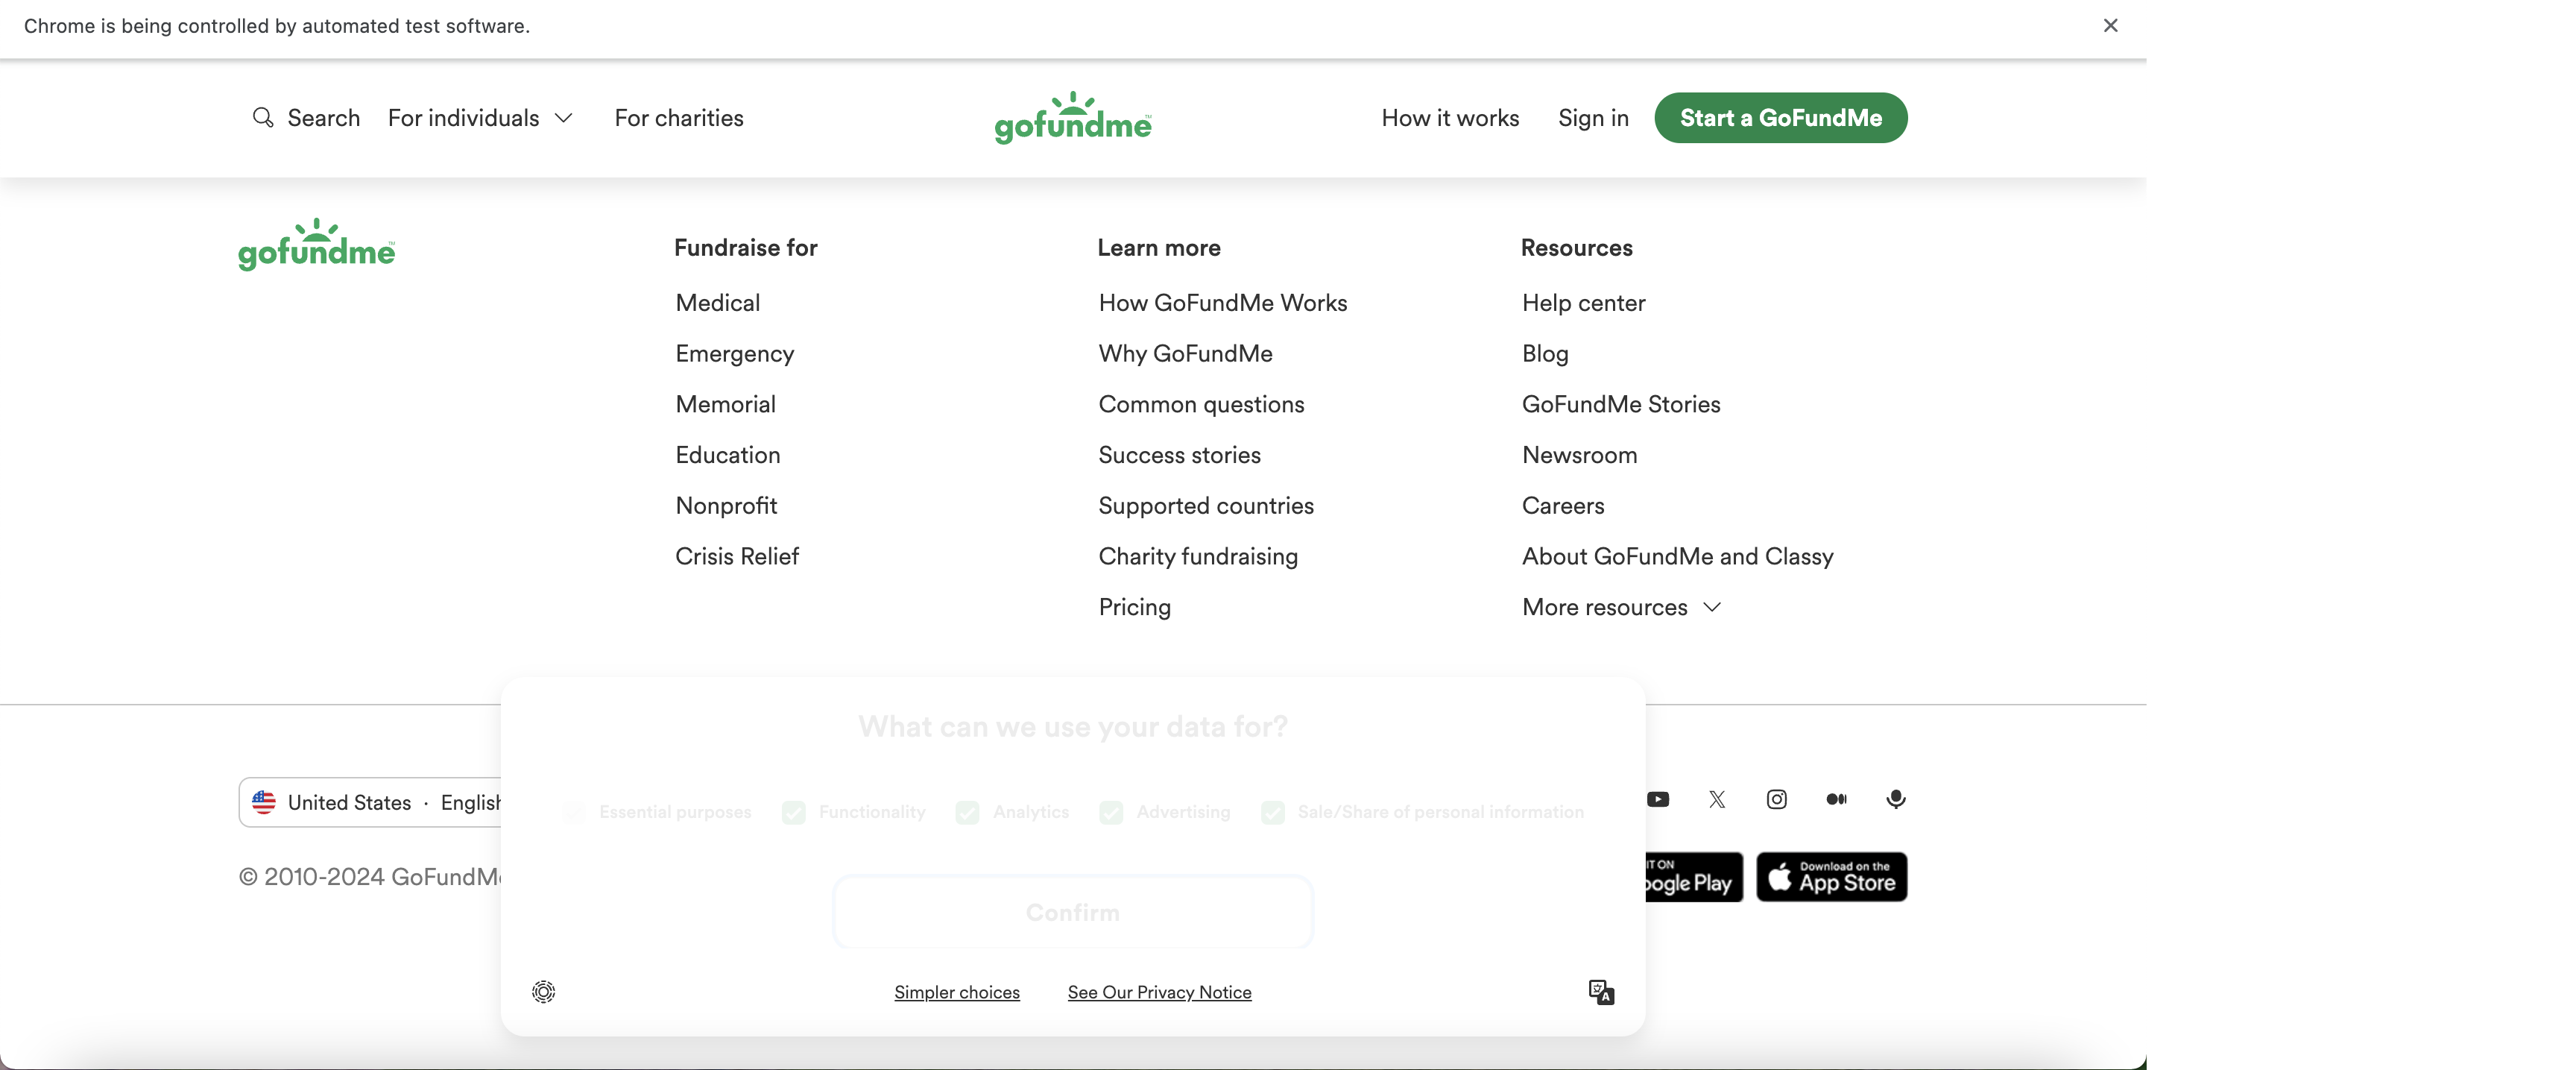 Chrome is being controlled by automated test software.
Search
For individuals
For charities
gofundme
How it works
Sign in
Start a GoFundMe
gofundme
Fundraise for
Medical
Emergency
Memorial
Education
Nonprofit
Crisis Relief
Learn more
How GoFundMe Works
Why GoFundMe
Common questions
Success stories
Supported countries
Charity fundraising
Pricing
Resources
Help center
Blog
GoFundMe Stories
Newsroom
Careers
About GoFundMe and Classy
More resources
What can we use your data for?
Essential purposes
Functionality
Analytics
Advertising
Sale/Share of personal information
Confirm
Simpler choices
See Our Privacy Notice
United States · English
© 2010-2024 GoFundMe
IT ON
ogle Play
Download on the
App Store